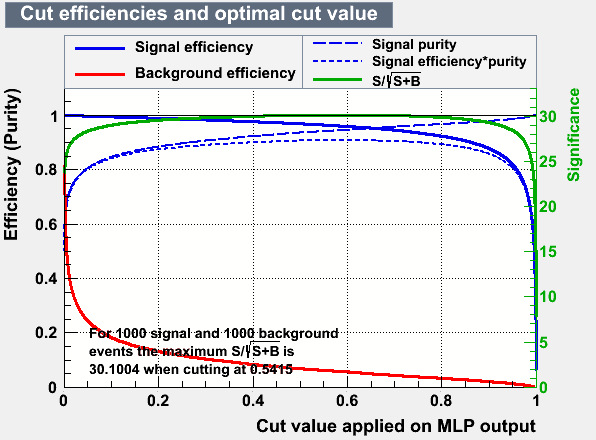 Cut efficiencies and optimal cut value
Signal efficiency
Background efficiency
Signal purity
Signal efficiency*purity
S/√S+B
Efficiency (Purity)
1
0.8
0.6
0.4
0.2
0
Significance
30
25
20
15
10
5
0
For 1000 signal and 1000 background
events the maximum S/√S+B is
30.1004 when cutting at 0.5415
0 0.2 0.4 0.6 0.8 1
Cut value applied on MLP output